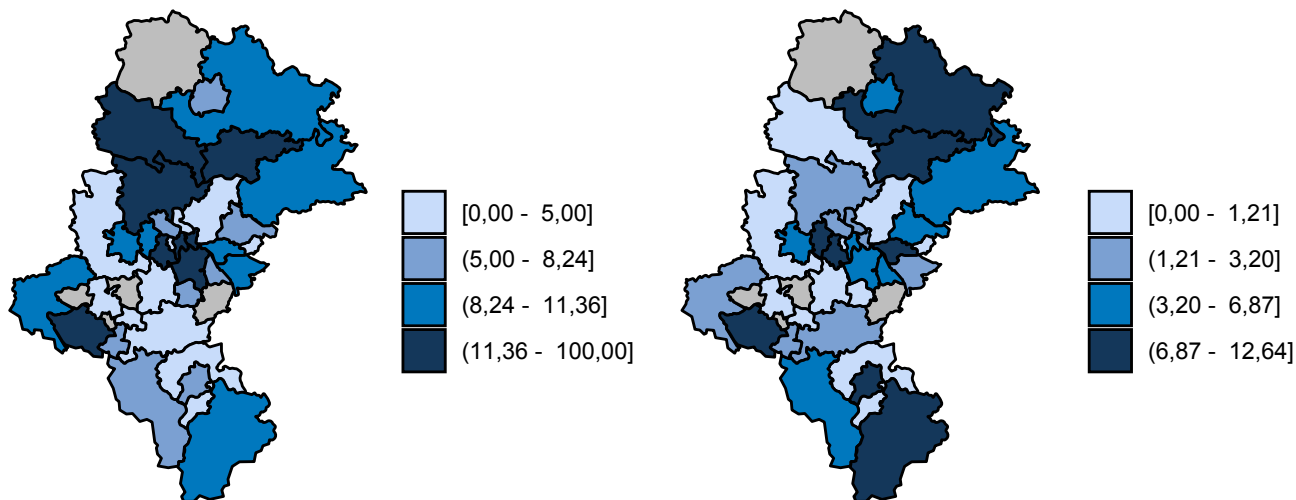 [0,00 - 5,00]
(5,00 - 8,24]
(8,24 - 11,36]
(11,36 - 100,00]
[0,00 - 1,21]
(1,21 - 3,20]
(3,20 - 6,87]
(6,87 - 12,64]